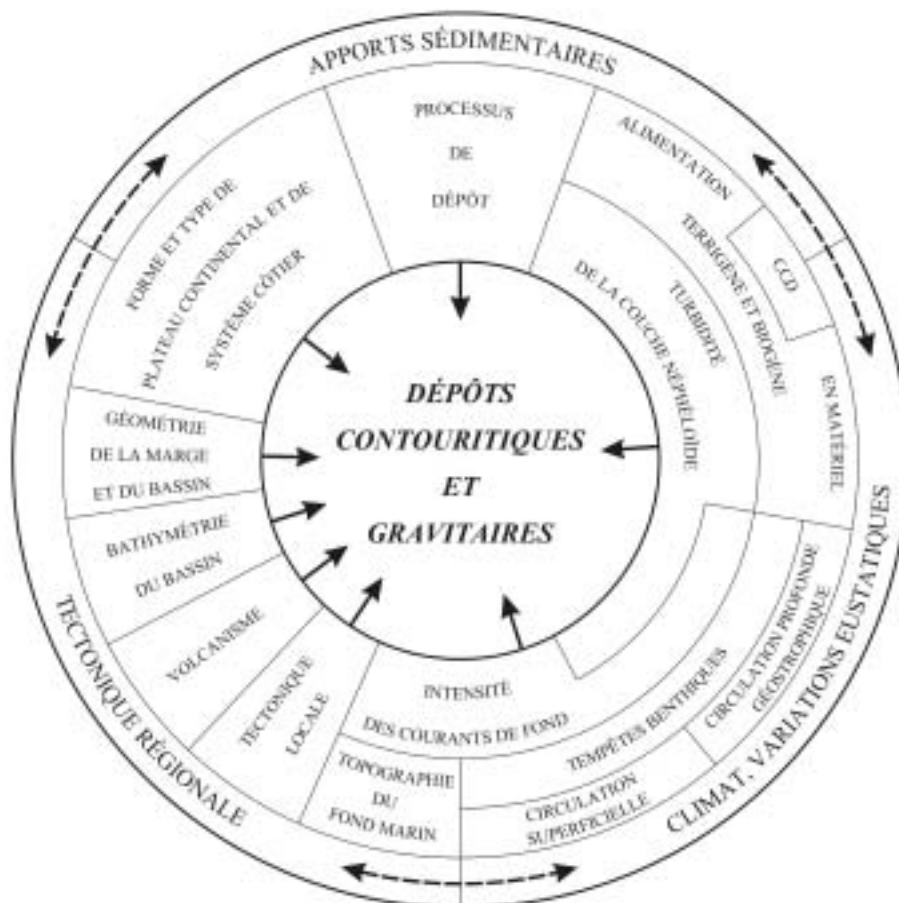 APPORTS SÉDIMENTAIRES
PROCESSUS
DE
DÉPÔT
ALIMENTATION
TERRIGÈNE ET BIOGÈNE
CCD
EN MATÉRIEL
TURBIDITÉ
DE LA COUCHE NÉPHÉLOÏDE
FORME ET TYPE DE
PLATEAU CONTINENTAL ET DE
SYSTÈME CÔTIER
GÉOMÉTRIE
DE LA MARGE
ET DU BASSIN
BATHYMÉTRIE
DU BASSIN
VOLCANISME
TECTONIQUE
LOCALE
DÉPÔTS
CONTOURITIQUES
ET
GRAVITAIRES
INTENSITÉ
DES COURANTS DE FOND
TOPOGRAPHIE
DU
FOND MARIN
TEMPÊTES BENTHIQUES
CIRCULATION
SUPERFICIELLE
CIRCULATION PROFONDE
GÉOSTROPHIQUE
TECTONIQUE RÉGIONALE
CLIMAT, VARIATIONS EUSTATIQUES